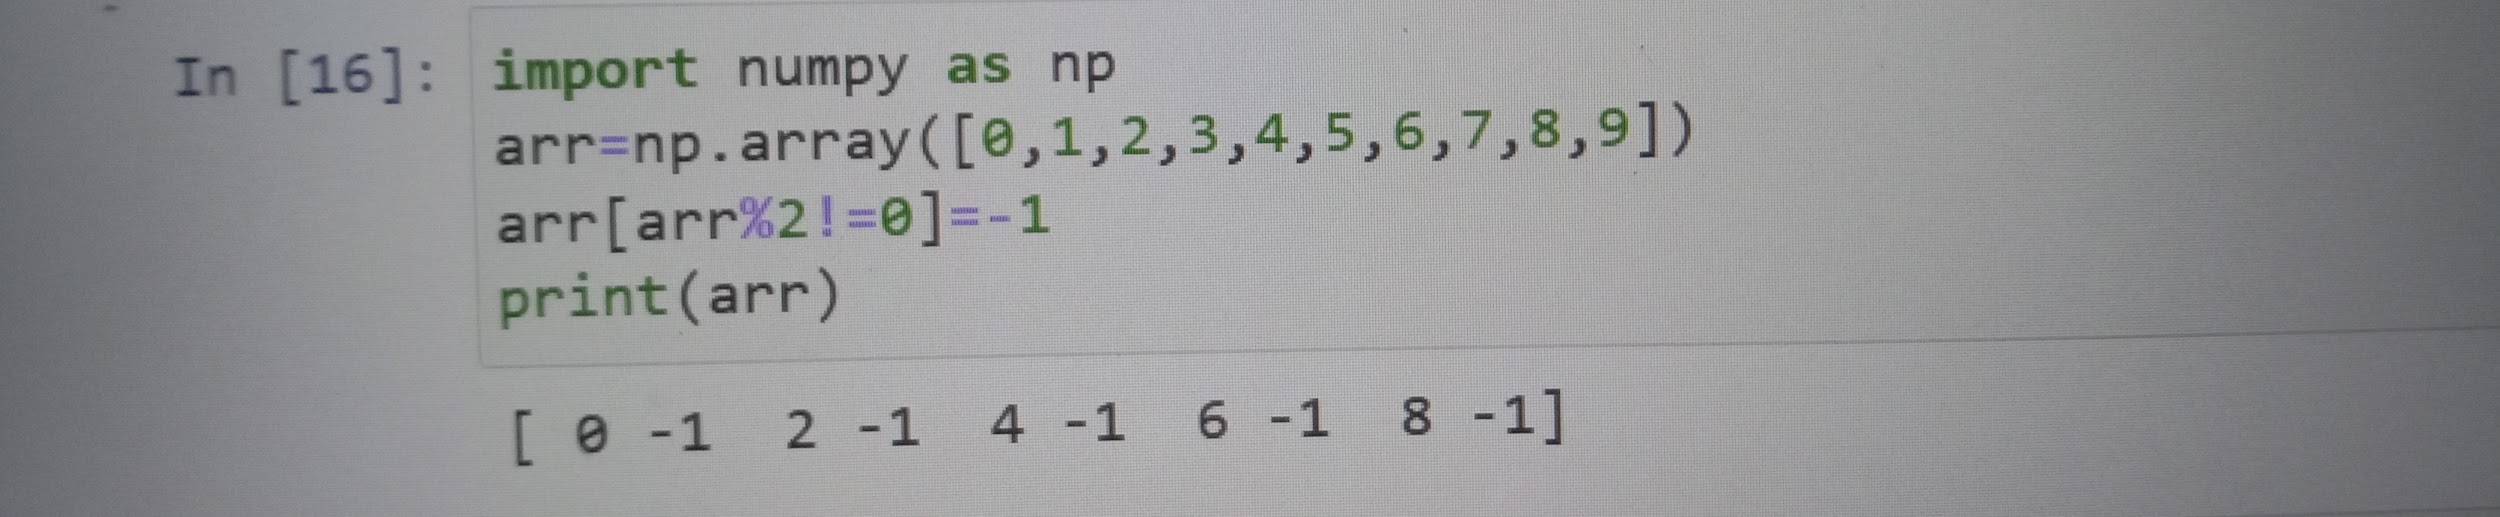 In [16]: import numpy as np
arr=np.array([0,1,2,3,4,5,6,7,8,9])
arr[arr%2!=0]=-1
print(arr)
[ 0 -1  2 -1  4 -1  6 -1  8 -1]